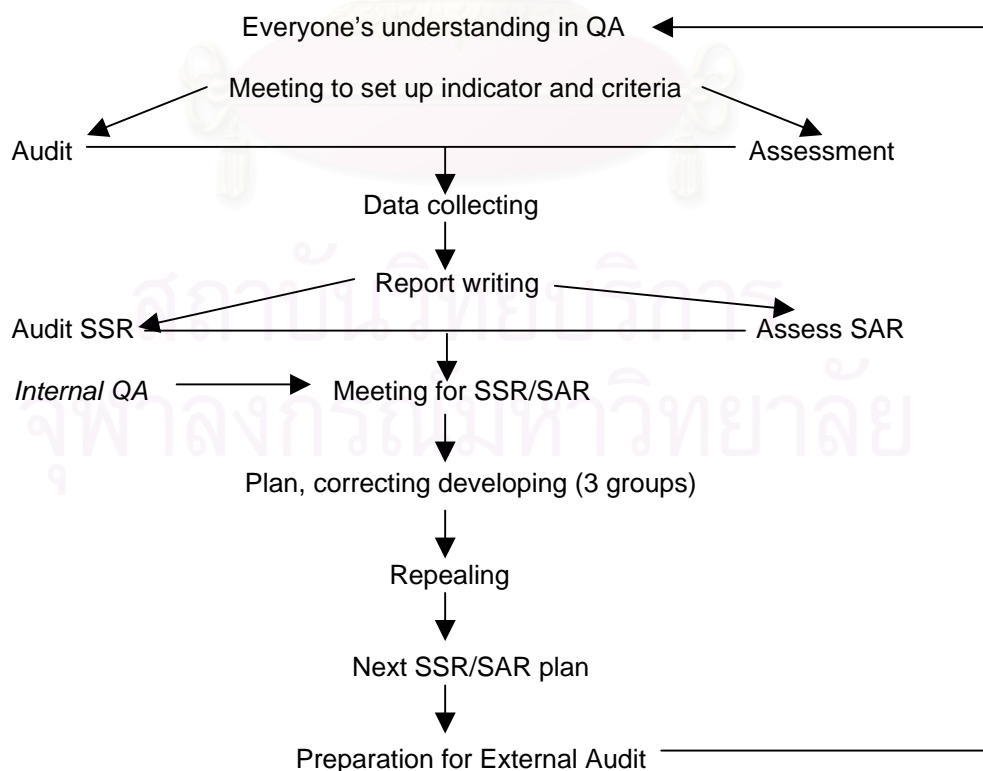 Everyone’s understanding in QA
Meeting to set up indicator and criteria
Audit
Assessment
Data collecting
Report writing
Audit SSR
Assess SAR
Internal QA
Meeting for SSR/SAR
Plan, correcting developing (3 groups)
Repealing
Next SSR/SAR plan
Preparation for External Audit
สถาบันวิทยบริการ
จุฬาลงกรณ์มหาวิทยาลัย